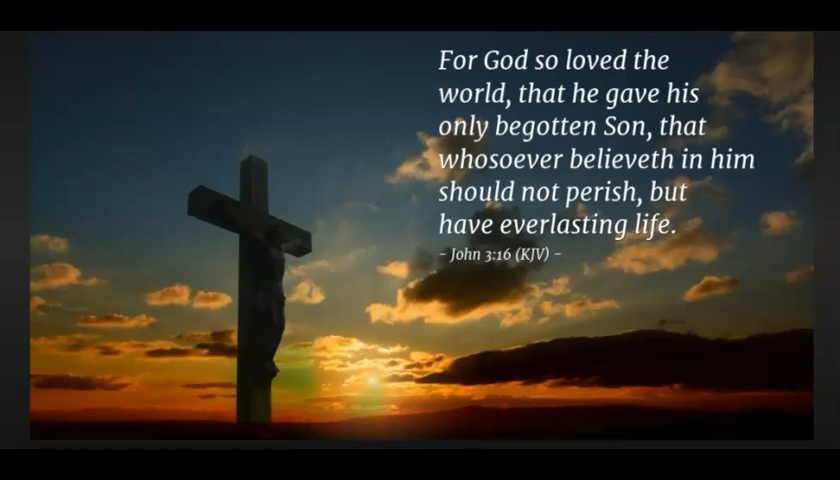 For God so loved the
world, that he gave his
only begotten Son, that
whosoever believeth in him
should not perish, but
have everlasting life.
~ John 3:16 (KJV) ~